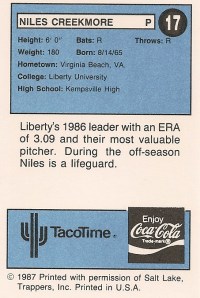 NILES CREEKMORE P 17
Height: 6' 0" Bats: R Throws: R
Weight: 180 Born: 8/14/65
Hometown: Virginia Beach, VA.
College: Liberty University
High School: Kempsville High
Liberty's 1986 leader with an ERA
of 3.09 and their most valuable
pitcher. During the off-season
Niles is a lifeguard.
TacoTime®
Enjoy
Coca-Cola
Trade-mark®
© 1987 Printed with permission of Salt Lake,
Trappers, Inc. Printed in U.S.A.